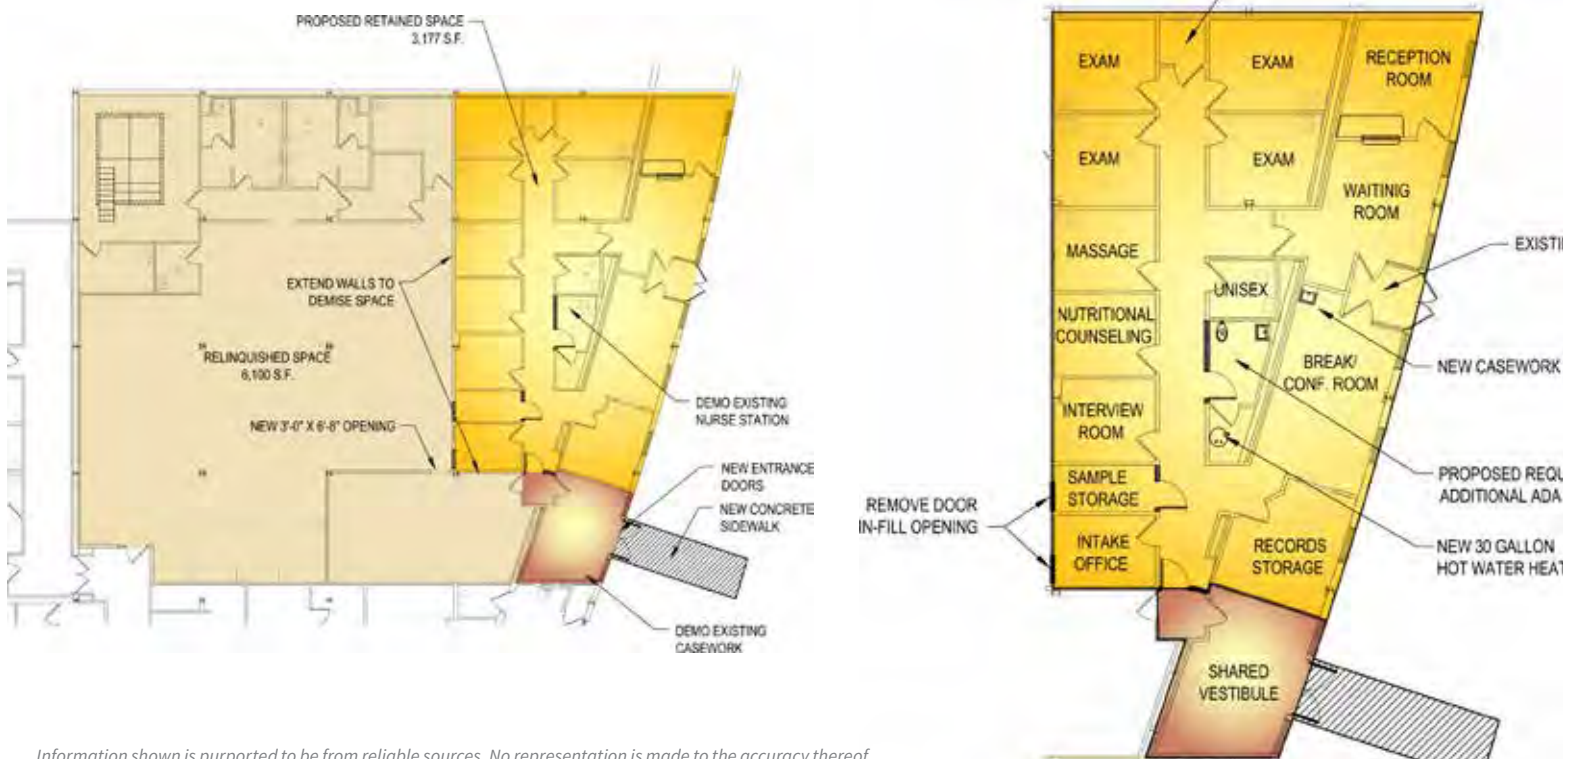 PROPOSED RETAINED SPACE
3,177 S.F.
EXTEND WALLS TO
DEMISE SPACE
RELINQUISHED SPACE
6,100 S.F.
NEW 3'-0" X 6'-8" OPENING
DEMO EXISTING
NURSE STATION
NEW ENTRANCE
DOORS
NEW CONCRETE
SIDEWALK
DEMO EXISTING
CASEWORK
EXAM
EXAM
RECEPTION
ROOM
EXAM
EXAM
WAITINIG
ROOM
MASSAGE
EXISTI
UNISEX
NUTRITIONAL
COUNSELING
BREAK/
CONF. ROOM
NEW CASEWORK
INTERVIEW
ROOM
SAMPLE
STORAGE
PROPOSED REQU
ADDITIONAL ADA
REMOVE DOOR
IN-FILL OPENING
INTAKE
OFFICE
RECORDS
STORAGE
NEW 30 GALLON
HOT WATER HEAT
SHARED
VESTIBULE
Information shown is purported to be from reliable sources. No representation is made to the accuracy thereof